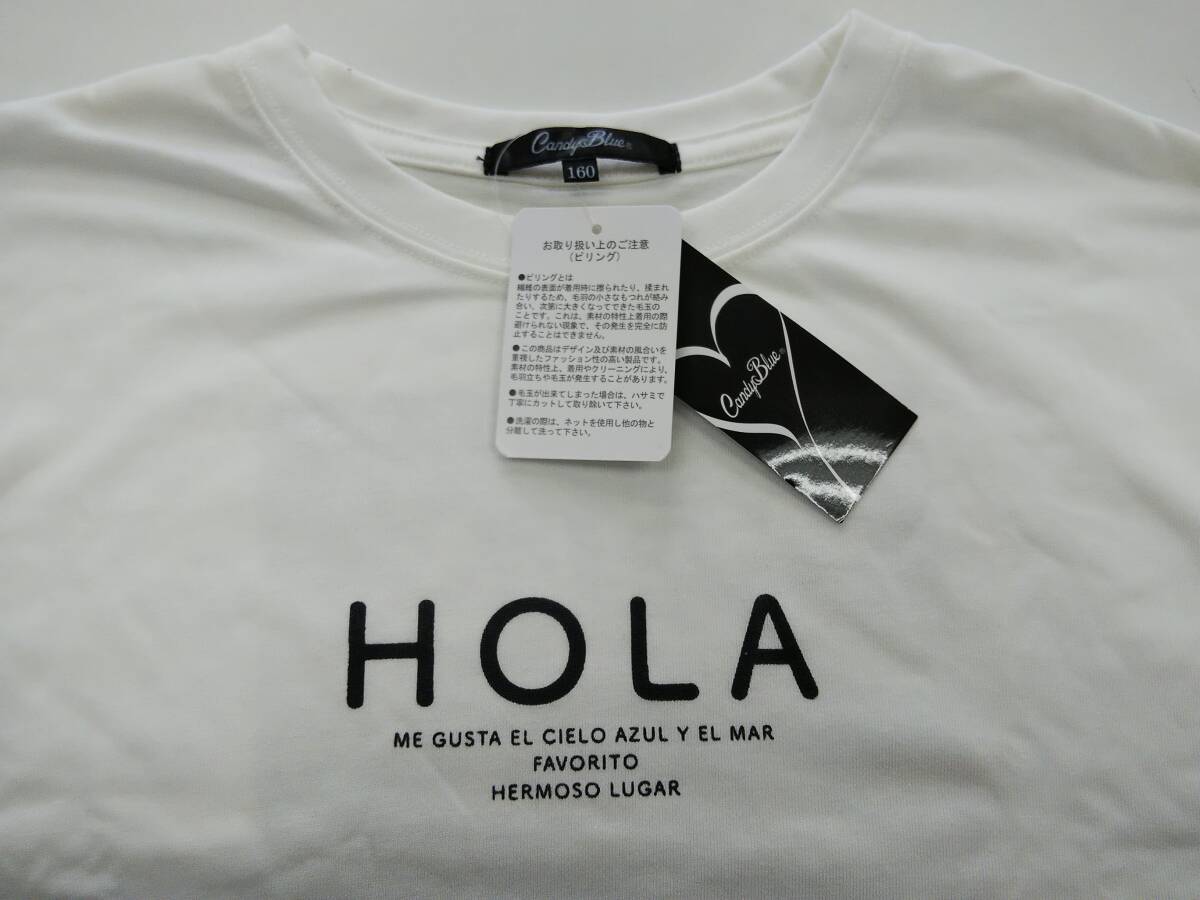 CandyBlue®
160
お取り扱い上のご注意
(ピリング)
●ピリングとは
繊維の表面が着用時に擦られたり、揉まれ
たりするため、毛羽の小さなもつれが絡み
合い、次第に大きくなってできた毛玉の
ことです。これは、素材の特性上着用の際
避けられない現象で、その発生を完全に防
止することはできません。
●この商品はデザイン及び素材の風合いを
重視したファッション性の高い製品です。
素材の特性上、着用やクリーニングにより、
毛羽立ちや毛玉が発生することがあります。
●毛玉が出来てしまった場合は、ハサミで
丁寧にカットして取り除いて下さい。
●洗濯の際は、ネットを使用し他の物と
分離して洗って下さい。
CandyBlue®
HOLA
ME GUSTA EL CIELO AZUL Y EL MAR
FAVORITO
HERMOSO LUGAR